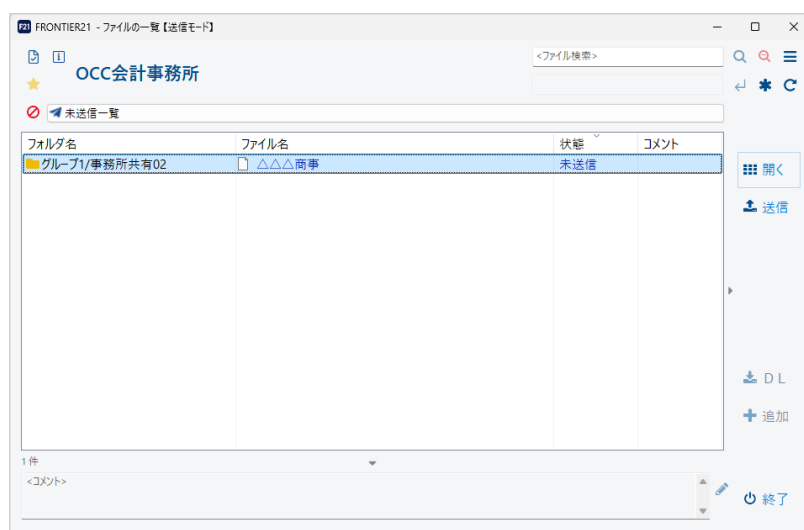 F21 FRONTIER21 - ファイルの一覧【送信モード】
OCC会計事務所
<ファイル検索>
未送信一覧
フォルダ名 ファイル名 状態 コメント
グループ1/事務所共有02 △△△商事 未送信
開く
送信
DL
追加
1 件
<コメント>
終了